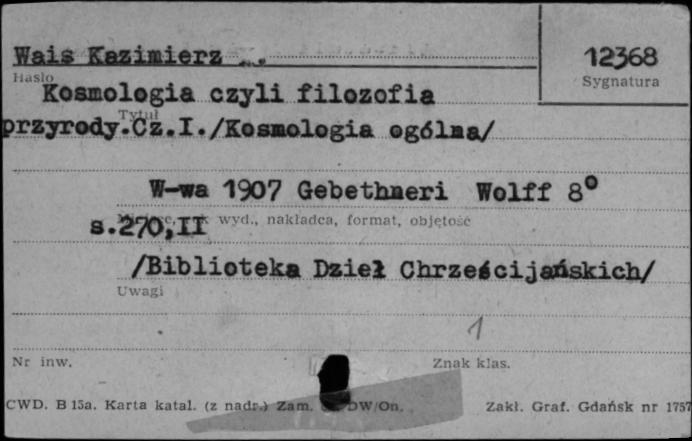 Wais Kazimierz
12368
Hasło
Sygnatura
Kosmologia czyli filozofia
Tytuł
przyrody.Cz.I./Kosmologia ogólna/
W-wa 1907 Gebethneri Wolff 8°
s.270,II
wyd., nakładca, format, objętość
/Biblioteka Dzieł Chrześcijańskich/
Uwagi
1
Nr inw.
Znak klas.
CWD. B 15a. Karta katal. (z nadr.) Zam. DW/On.
Zakł. Graf. Gdańsk nr 1757